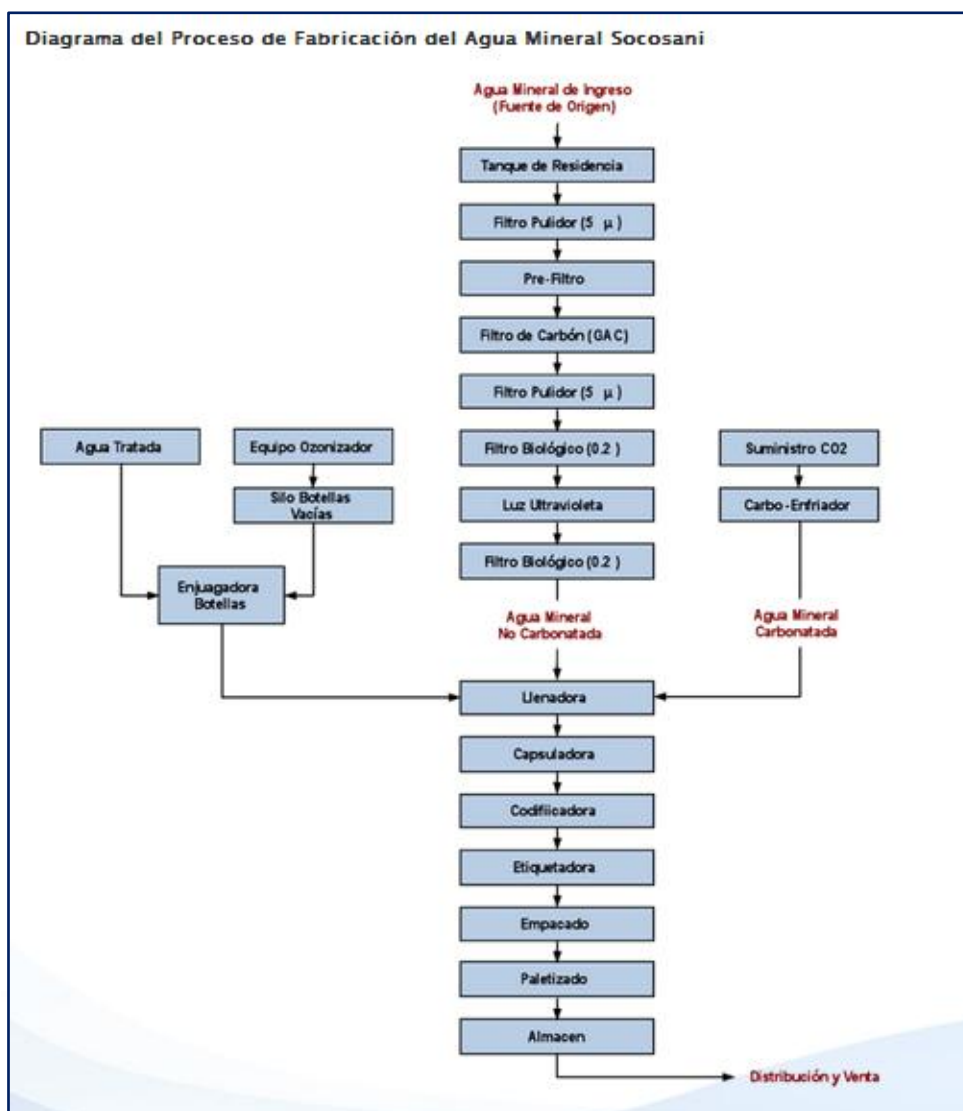 Diagrama del Proceso de Fabricación del Agua Mineral Socosani
Agua Mineral de Ingreso
(Fuente de Origen)
Tanque de Residencia
Filtro Pulidor (5 µ )
Pre-Filtro
Filtro de Carbón (GAC)
Filtro Pulidor (5 µ )
Agua Tratada
Equipo Ozonizador
Filtro Biológico (0.2 )
Suministro CO2
Silo Botellas
Vacías
Luz Ultravioleta
Carbo-Enfriador
Enjuagadora
Botellas
Filtro Biológico (0.2 )
Agua Mineral
No Carbonatada
Agua Mineral
Carbonatada
Llenadora
Capsuladora
Codifiicadora
Etiquetadora
Empacado
Paletizado
Almacen
Distribución y Venta